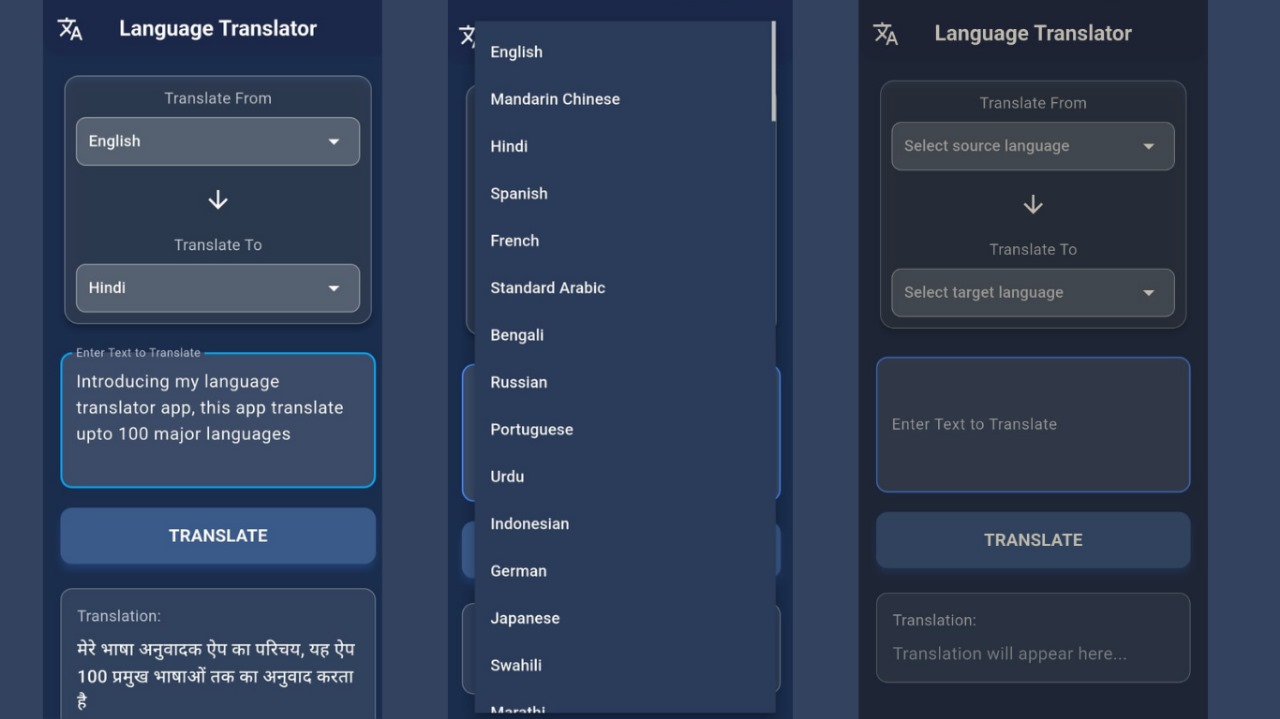 Language Translator
Translate From
English
Translate To
Hindi
Enter Text to Translate
Introducing my language
translator app, this app translate
upto 100 major languages
TRANSLATE
Translation:
मेरे भाषा अनुवादक ऐप का परिचय, यह ऐप
100 प्रमुख भाषाओं तक का अनुवाद करता
है
English
Mandarin Chinese
Hindi
Spanish
French
Standard Arabic
Bengali
Russian
Portuguese
Urdu
Indonesian
German
Japanese
Swahili
Marathi
Language Translator
Translate From
Select source language
Translate To
Select target language
Enter Text to Translate
TRANSLATE
Translation:
Translation will appear here...